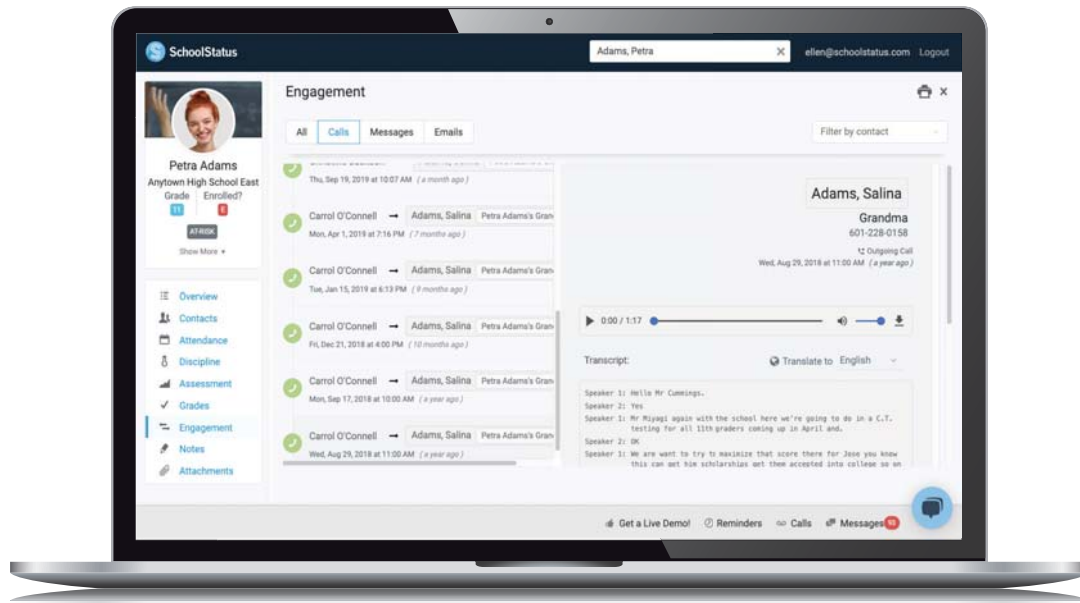 SchoolStatus
Adams, Petra
ellen@schoolstatus.com Logout
Petra Adams
Anytown High School East
Grade Enrolled?
11 E
AT-RISK
Show More
Overview
Contacts
Attendance
Discipline
Assessment
Grades
Engagement
Notes
Attachments
Engagement
All Calls Messages Emails
Filter by contact
Thu, Sep 19, 2019 at 10:07 AM ( a month ago )
Carrol O'Connell → Adams, Salina Petra Adams's Gran
Mon, Apr 1, 2019 at 7:16 PM ( 7 months ago )
Carrol O'Connell → Adams, Salina Petra Adams's Gran
Tue, Jan 15, 2019 at 6:13 PM ( 9 months ago )
Carrol O'Connell → Adams, Salina Petra Adams's Gran
Fri, Dec 21, 2018 at 4:00 PM ( 10 months ago )
Carrol O'Connell → Adams, Salina Petra Adams's Gran
Mon, Sep 17, 2018 at 10:00 AM ( a year ago )
Carrol O'Connell → Adams, Salina Petra Adams's Gran
Wed, Aug 29, 2018 at 11:00 AM ( a year ago )
Adams, Salina
Grandma
601-228-0158
Outgoing Call
Wed, Aug 29, 2018 at 11:00 AM ( a year ago )
0:00 / 1:17
Transcript: Translate to English
Speaker 1: Hello Mr Cummings.
Speaker 2: Yes
Speaker 1: Mr Miyagi again with the school here we're going to do in a C.T.
testing for all 11th graders coming up in April and.
Speaker 2: OK
Speaker 1: We are want to try to maximize that score there for Jose you know
this can get him scholarships get them accepted into college so on
Get a Live Demo! Reminders Calls Messages